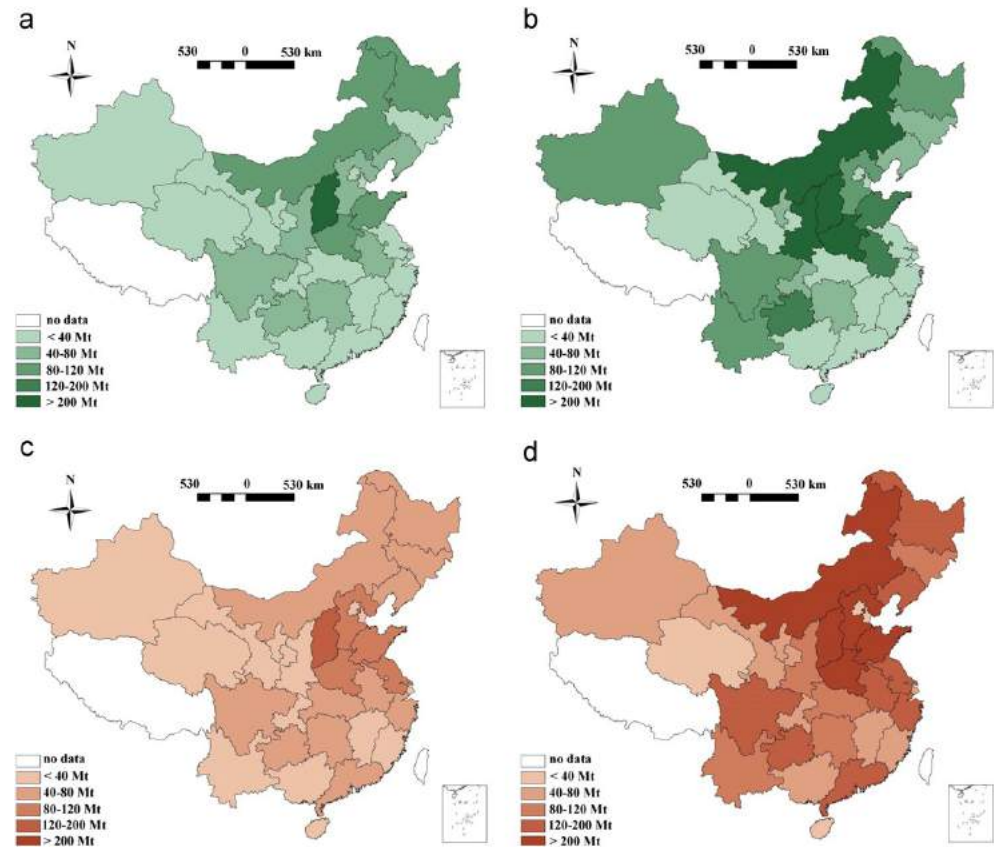 a
N
530 0 530 km
no data
< 40 Mt
40-80 Mt
80-120 Mt
120-200 Mt
> 200 Mt
b
N
530 0 530 km
no data
< 40 Mt
40-80 Mt
80-120 Mt
120-200 Mt
> 200 Mt
c
N
530 0 530 km
no data
< 40 Mt
40-80 Mt
80-120 Mt
120-200 Mt
> 200 Mt
d
N
530 0 530 km
no data
< 40 Mt
40-80 Mt
80-120 Mt
120-200 Mt
> 200 Mt